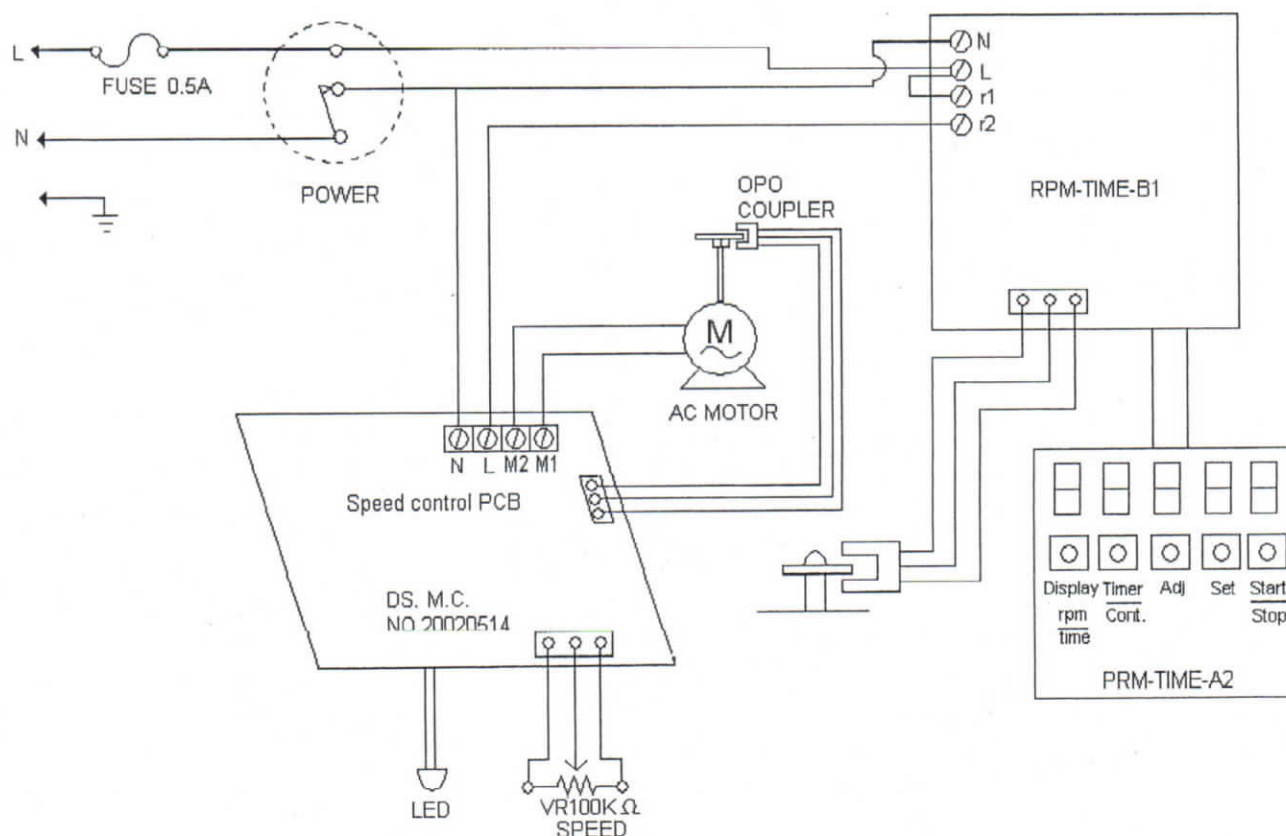 L
FUSE 0.5A
N
POWER
N
L
r1
r2
RPM-TIME-B1
OPO
COUPLER
M
AC MOTOR
N L M2 M1
Speed control PCB
DS. M.C.
NO.20020514
LED
VR100KΩ
SPEED
Display Timer Adj Set Start
rpm Cont. Stop
time
PRM-TIME-A2